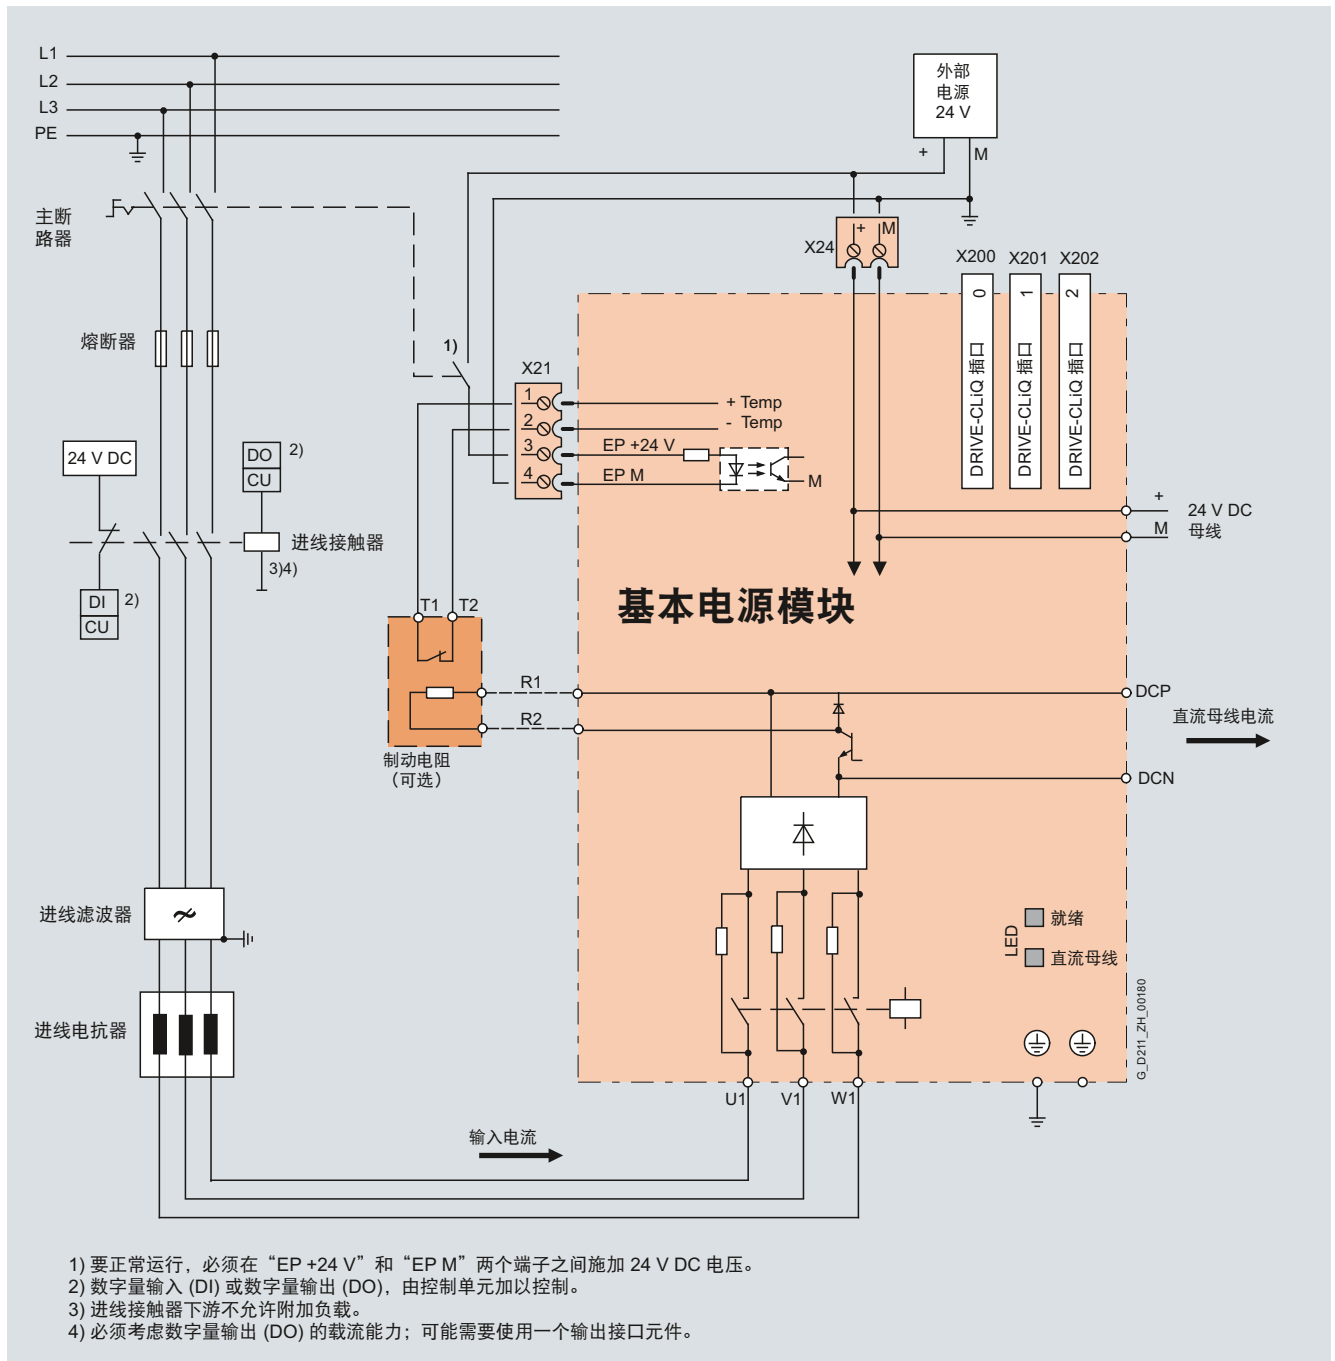 L1
L2
L3
PE
外部
电源
24 V
+
M
主断
路器
X24
+
M
X200
X201
X202
0
1
2
DRIVE-CLiQ 插口
DRIVE-CLiQ 插口
DRIVE-CLiQ 插口
熔断器
1)
X21
1
2
3
4
+ Temp
- Temp
EP +24 V
EP M
M
24 V DC
DO
CU
2)
进线接触器
3)4)
DI
CU
2)
+
M
24 V DC
母线
基本电源模块
T1
T2
R1
R2
制动电阻
（可选）
DCP
直流母线电流
DCN
进线滤波器
进线电抗器
LED
就绪
直流母线
G_D211_ZH_00180
U1
V1
W1
输入电流
1) 要正常运行，必须在“EP +24 V”和“EP M”两个端子之间施加 24 V DC 电压。
2) 数字量输入 (DI) 或数字量输出 (DO)，由控制单元加以控制。
3) 进线接触器下游不允许附加负载。
4) 必须考虑数字量输出 (DO) 的载流能力；可能需要使用一个输出接口元件。